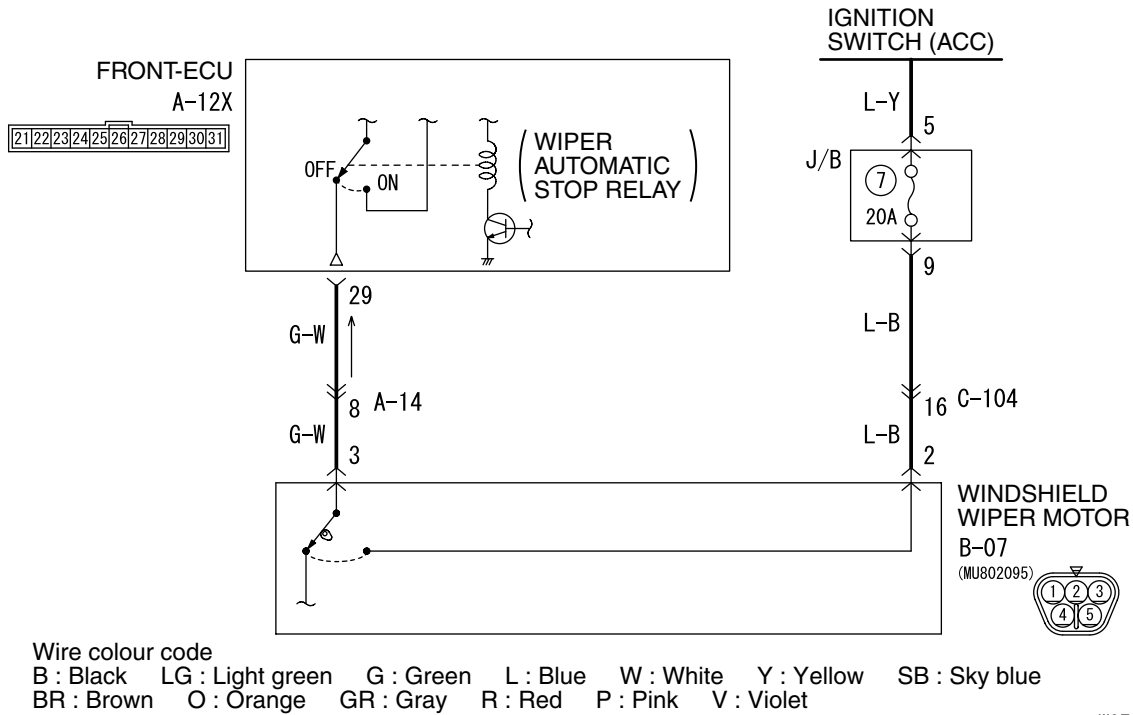 IGNITION
SWITCH (ACC)
FRONT-ECU
A-12X
21 22 23 24 25 26 27 28 29 30 31
OFF
ON
(WIPER
AUTOMATIC
STOP RELAY)
L-Y
5
J/B
7
20A
9
29
G-W
L-B
8 A-14
16 C-104
G-W
3
L-B
2
WINDSHIELD
WIPER MOTOR
B-07
(MU802095)
1 2 3
4 5
Wire colour code
B : Black LG : Light green G : Green L : Blue W : White Y : Yellow SB : Sky blue
BR : Brown O : Orange GR : Gray R : Red P : Pink V : Violet